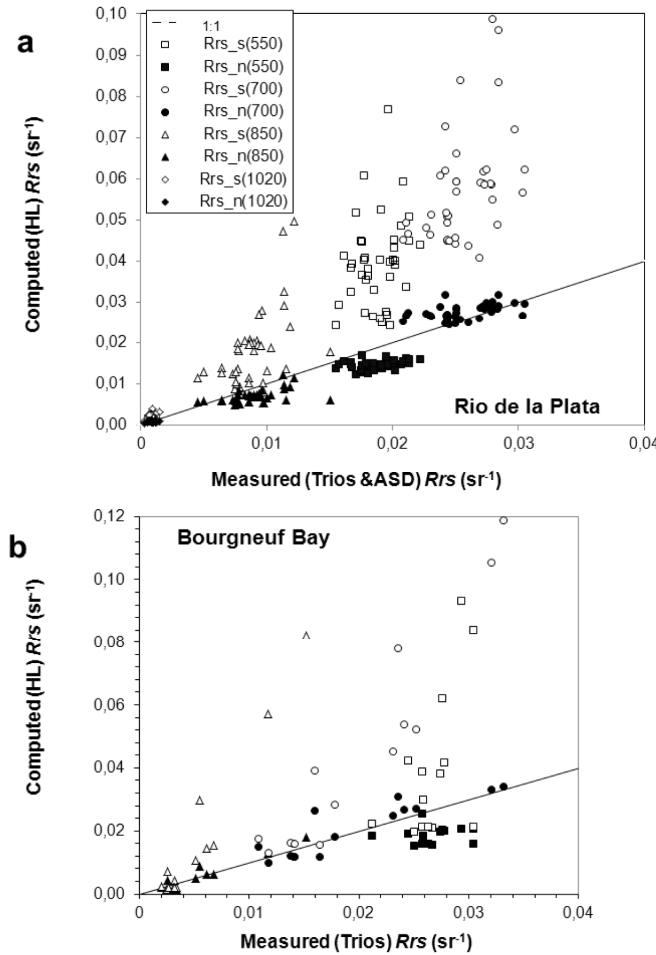 a
0,10
0,09
0,08
0,07
0,06
0,05
0,04
0,03
0,02
0,01
0,00
Computed (HL) Rrs (sr-1)
1:1
Rrs_s(550)
Rrs_n(550)
Rrs_s(700)
Rrs_n(700)
Rrs_s(850)
Rrs_n(850)
Rrs_s(1020)
Rrs_n(1020)
Rio de la Plata
0 0,01 0,02 0,03 0,04
Measured (Trios &ASD) Rrs (sr-1)
b
Bourgneuf Bay
0,12
0,10
0,08
0,06
0,04
0,02
0,00
Computed (HL) Rrs (sr-1)
0 0,01 0,02 0,03 0,04
Measured (Trios) Rrs (sr-1)